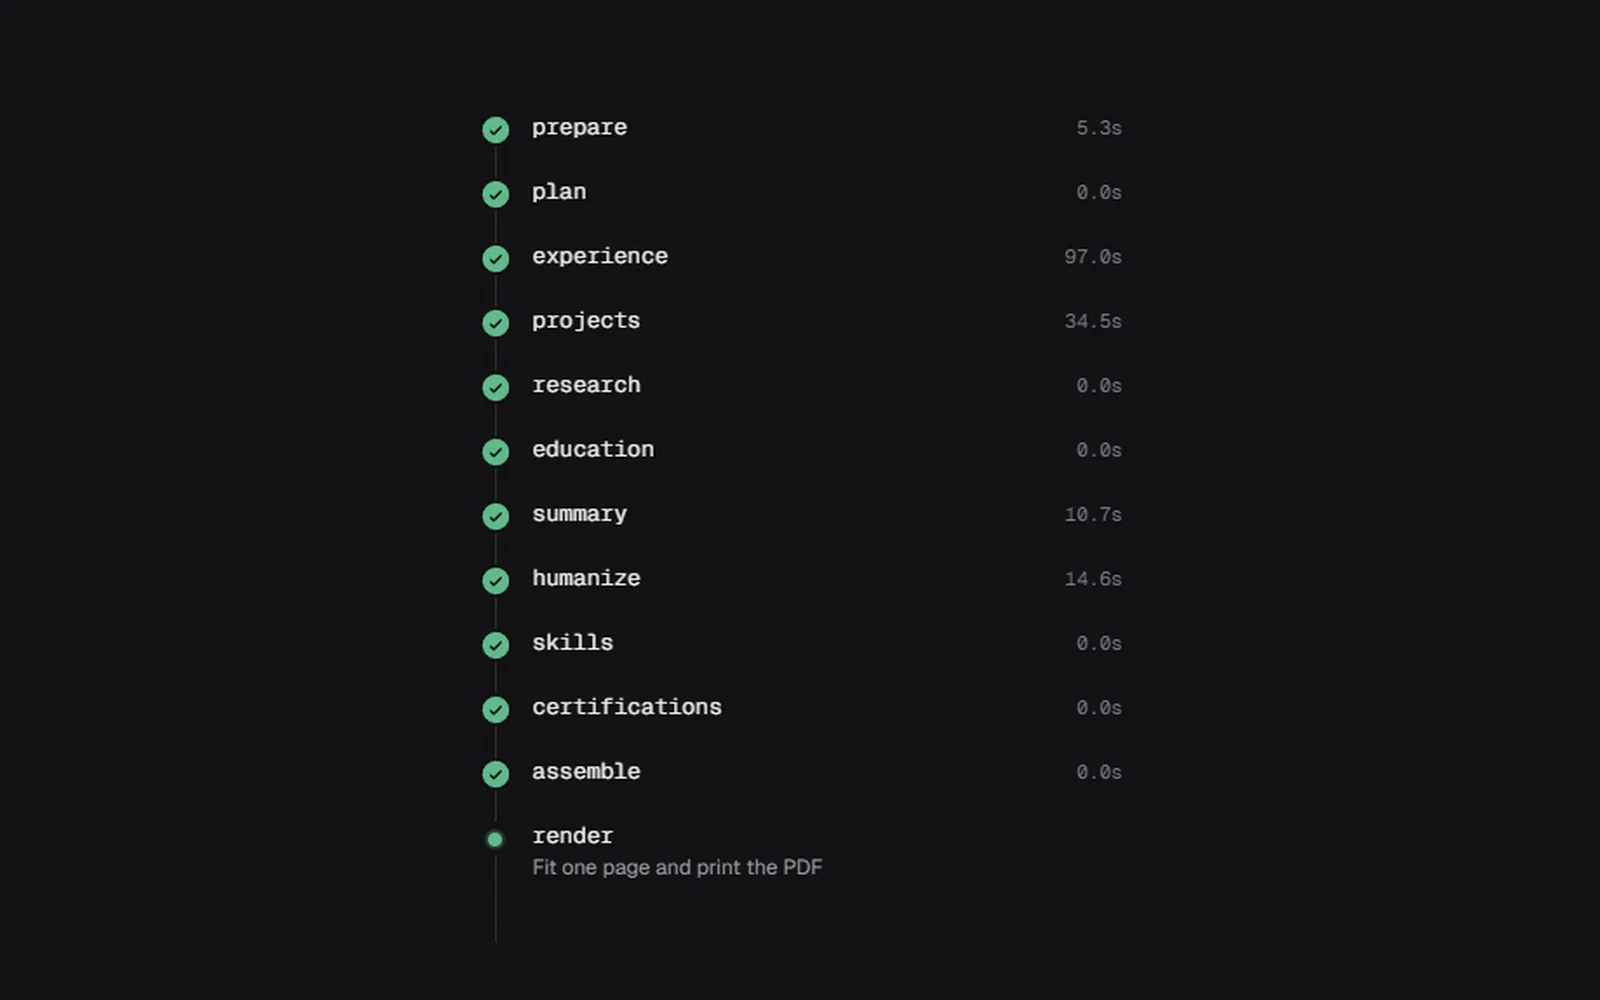 prepare 5.3s
plan 0.0s
experience 97.0s
projects 34.5s
research 0.0s
education 0.0s
summary 10.7s
humanize 14.6s
skills 0.0s
certifications 0.0s
assemble 0.0s
render
Fit one page and print the PDF